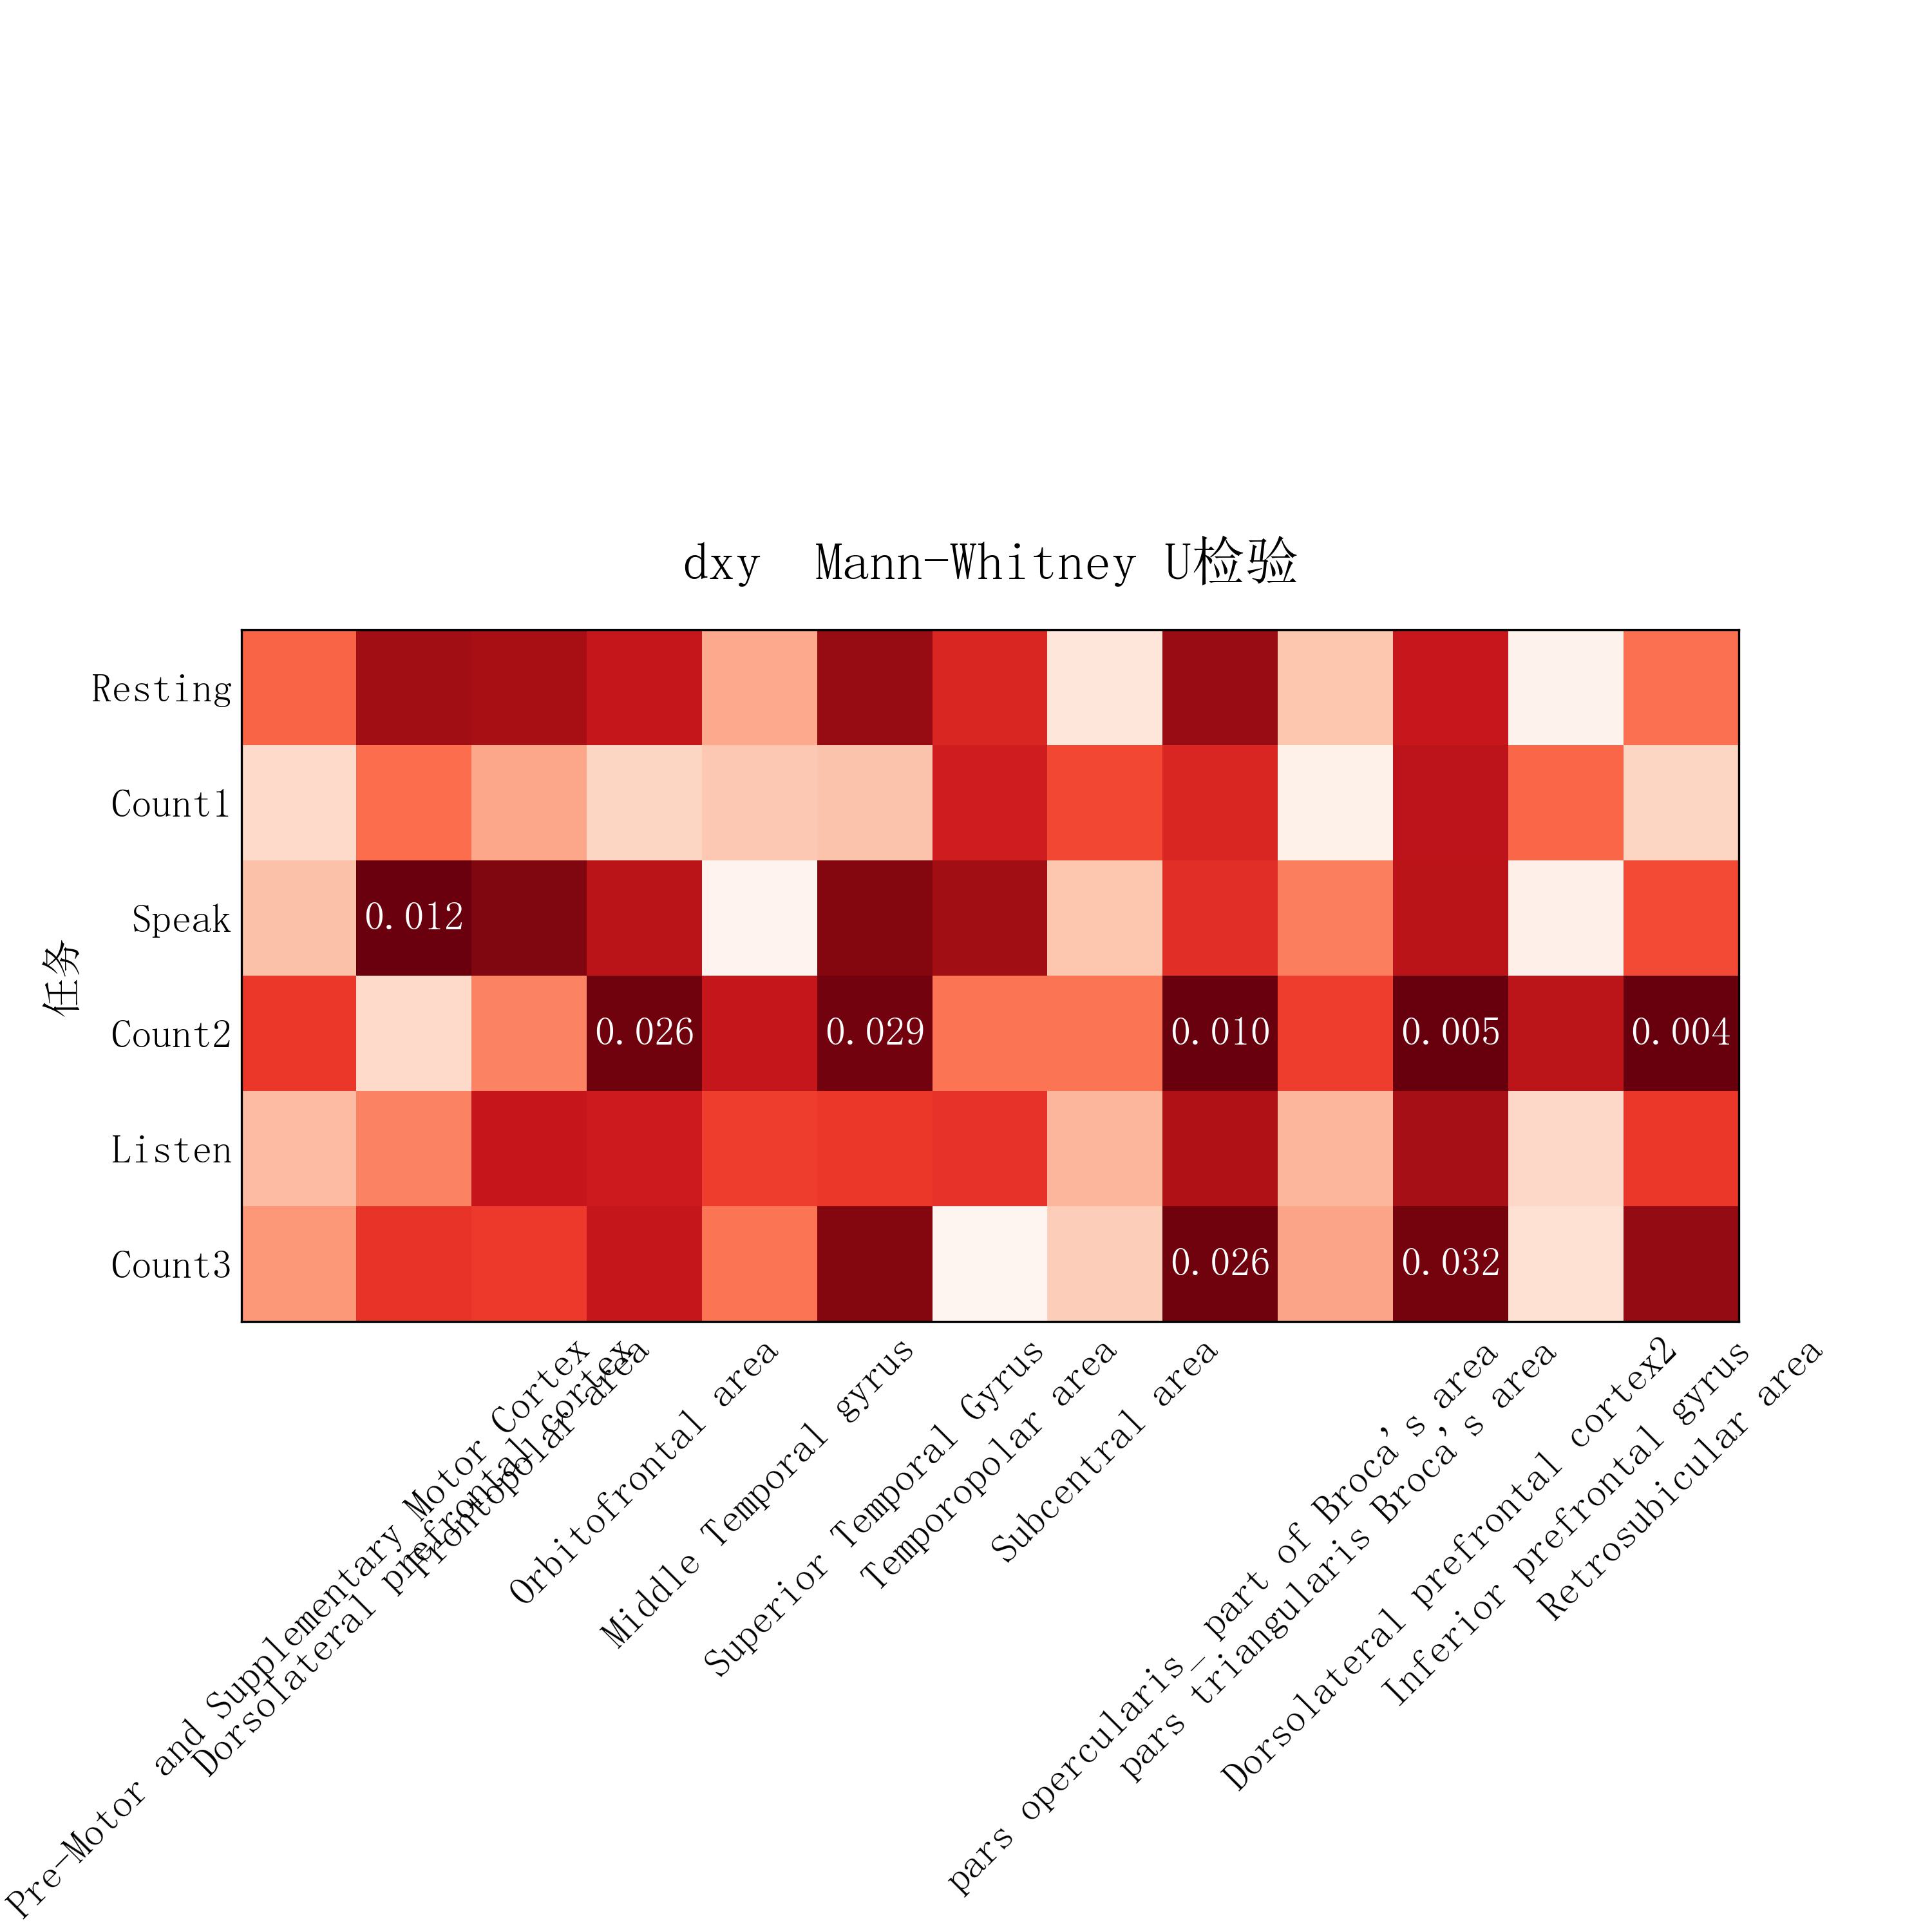 dxy  Mann-Whitney U检验
任务
Resting
Count1
Speak
0.012
Count2
0.026
0.029
0.010
0.005
0.004
Listen
Count3
0.026
0.032
Pre-Motor and Supplementary Motor Cortex
Dorsolateral prefrontal cortex
Frontopolar area
Orbitofrontal area
Middle Temporal gyrus
Superior Temporal Gyrus
Temporopolar area
Subcentral area
pars opercularis_ part of Broca's area
pars triangularis Broca's area
Dorsolateral prefrontal cortex2
Inferior prefrontal gyrus
Retrosubicular area